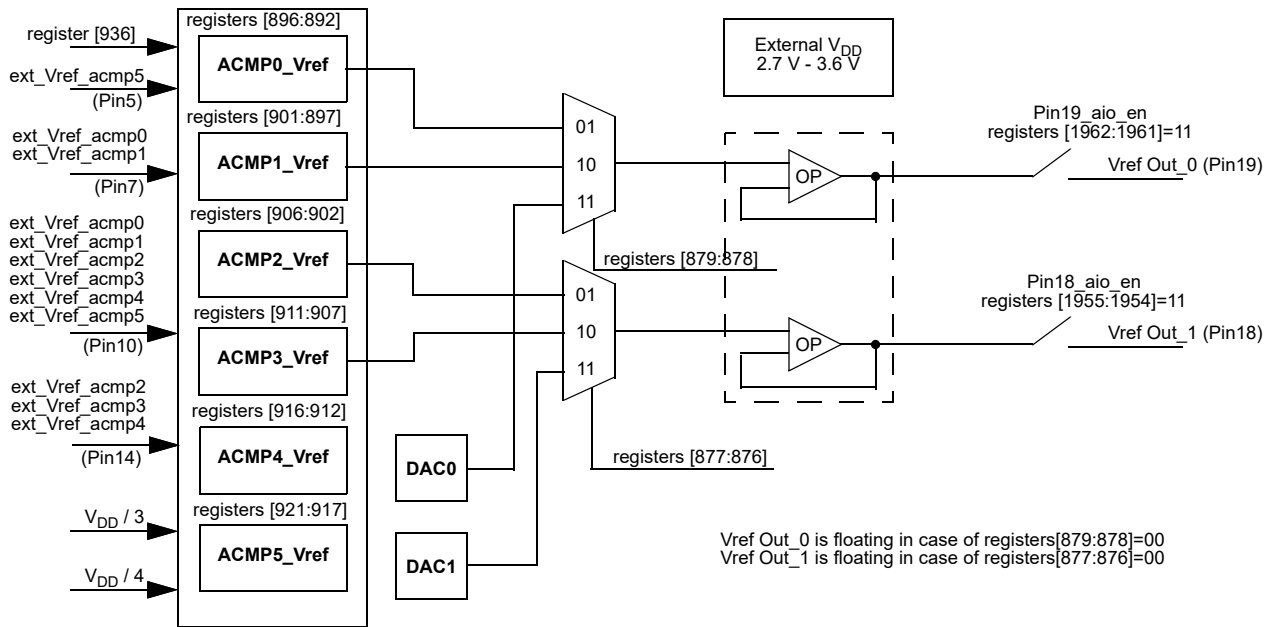 register [936]
ext_Vref_acmp5
(Pin5)
ext_Vref_acmp0
ext_Vref_acmp1
(Pin7)
ext_Vref_acmp0
ext_Vref_acmp1
ext_Vref_acmp2
ext_Vref_acmp3
ext_Vref_acmp4
ext_Vref_acmp5
(Pin10)
ext_Vref_acmp2
ext_Vref_acmp3
ext_Vref_acmp4
(Pin14)
VDD / 3
VDD / 4
registers [896:892]
ACMP0_Vref
registers [901:897]
ACMP1_Vref
registers [906:902]
ACMP2_Vref
registers [911:907]
ACMP3_Vref
registers [916:912]
ACMP4_Vref
registers [921:917]
ACMP5_Vref
DAC0
DAC1
01
10
11
registers [879:878]
01
10
11
registers [877:876]
External VDD
2.7 V - 3.6 V
OP
OP
Pin19_aio_en
registers [1962:1961]=11
Vref Out_0 (Pin19)
Pin18_aio_en
registers [1955:1954]=11
Vref Out_1 (Pin18)
Vref Out_0 is floating in case of registers[879:878]=00
Vref Out_1 is floating in case of registers[877:876]=00